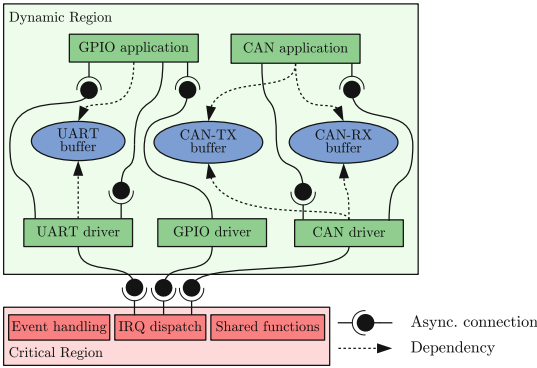 Dynamic Region
GPIO application
CAN application
UART
buffer
CAN-TX
buffer
CAN-RX
buffer
UART driver
GPIO driver
CAN driver
Event handling
IRQ dispatch
Shared functions
Critical Region
Async. connection
Dependency